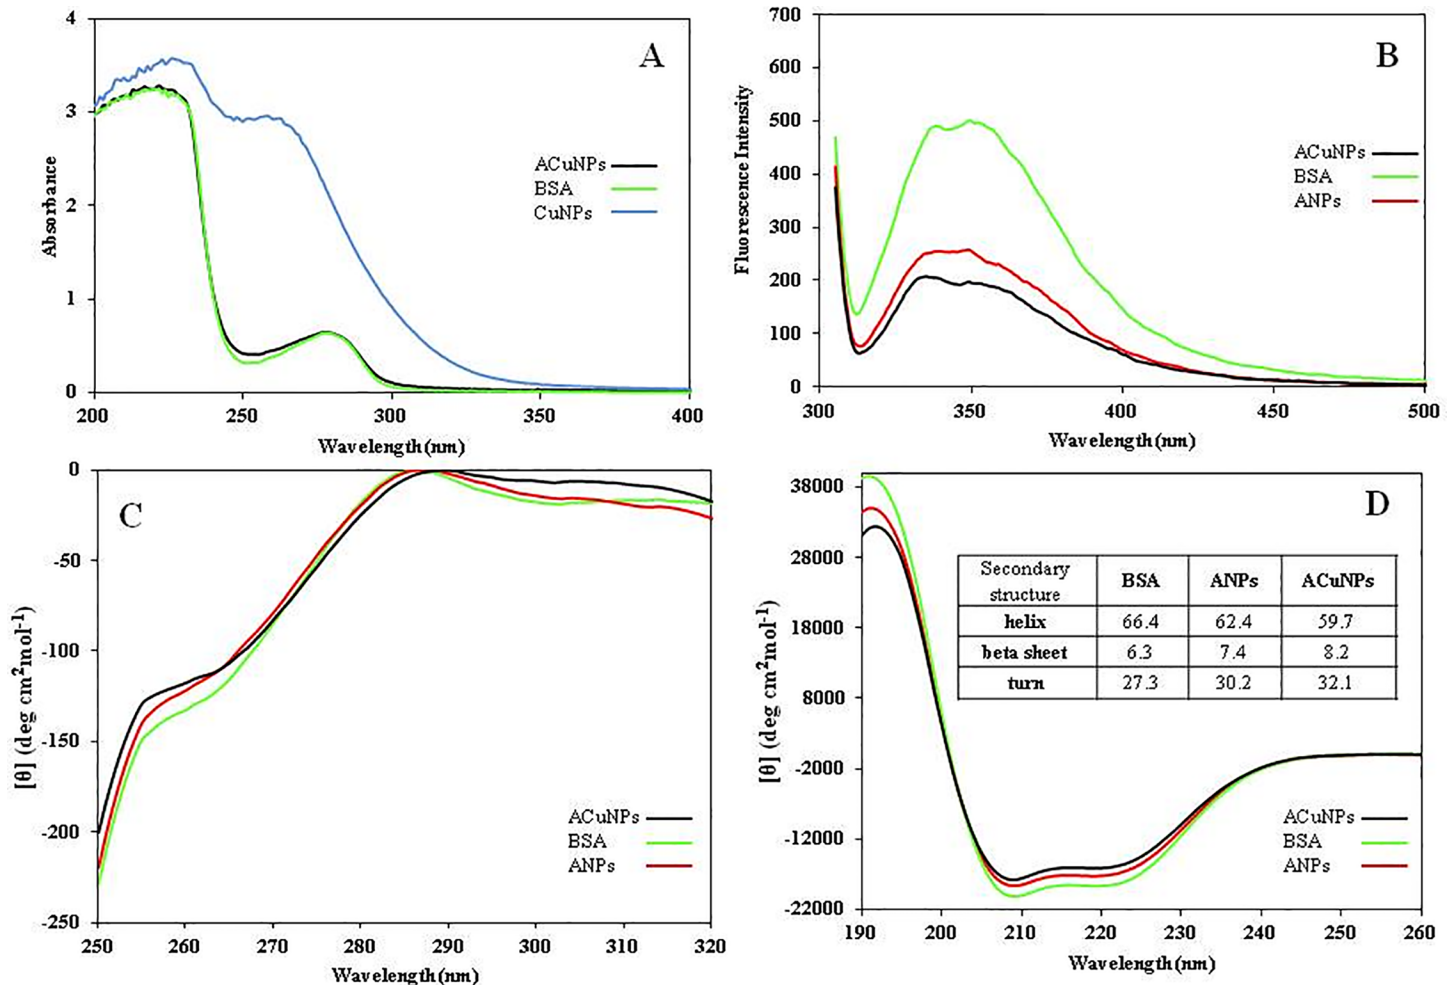 A
4
3
2
1
0
Absorbance
200 250 300 350 400
Wavelength(nm)
ACuNPs
BSA
CuNPs
B
700
600
500
400
300
200
100
0
Fluorescence Intensity
300 350 400 450 500
Wavelength(nm)
ACuNPs
BSA
ANPs
C
0
-50
-100
-150
-200
-250
[θ] (deg cm²mol⁻¹)
250 260 270 280 290 300 310 320
Wavelength(nm)
ACuNPs
BSA
ANPs
D
38000
28000
18000
8000
-2000
-12000
-22000
[θ] (deg cm²mol⁻¹)
Secondary
structure BSA ANPs ACuNPs
helix 66.4 62.4 59.7
beta sheet 6.3 7.4 8.2
turn 27.3 30.2 32.1
ACuNPs
BSA
ANPs
190 200 210 220 230 240 250 260
Wavelength(nm)